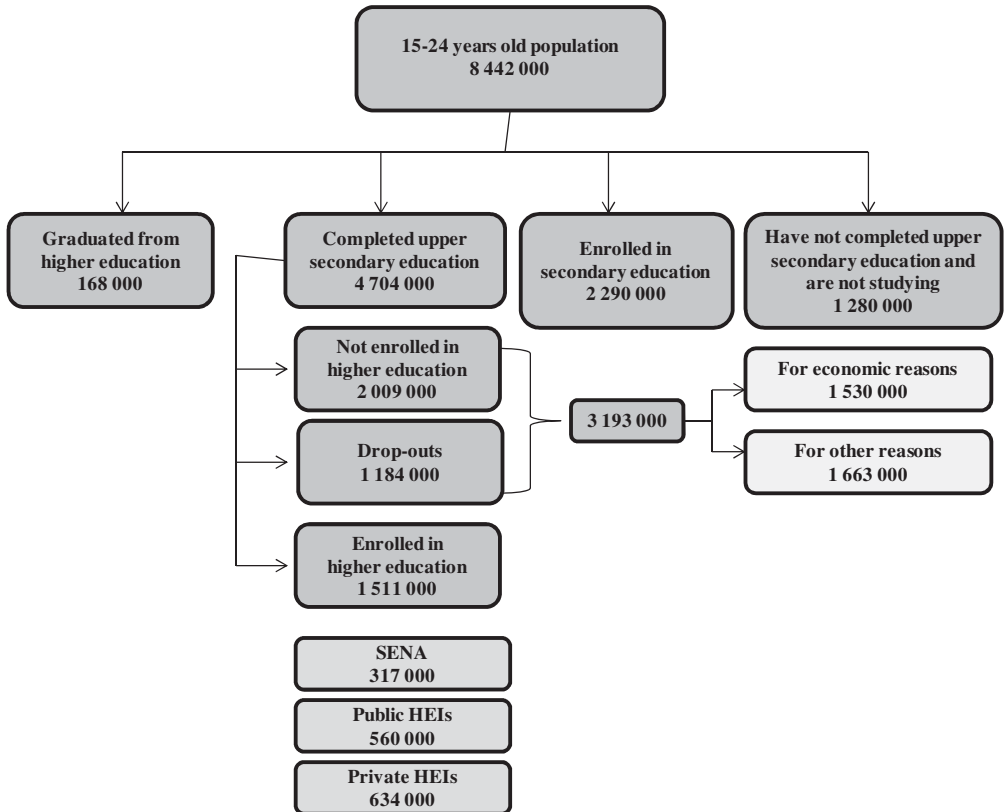 15-24 years old population
8 442 000
Graduated from
higher education
168 000
Completed upper
secondary education
4 704 000
Enrolled in
secondary education
2 290 000
Have not completed upper
secondary education and
are not studying
1 280 000
Not enrolled in
higher education
2 009 000
Drop-outs
1 184 000
3 193 000
For economic reasons
1 530 000
For other reasons
1 663 000
Enrolled in
higher education
1 511 000
SENA
317 000
Public HEIs
560 000
Private HEIs
634 000